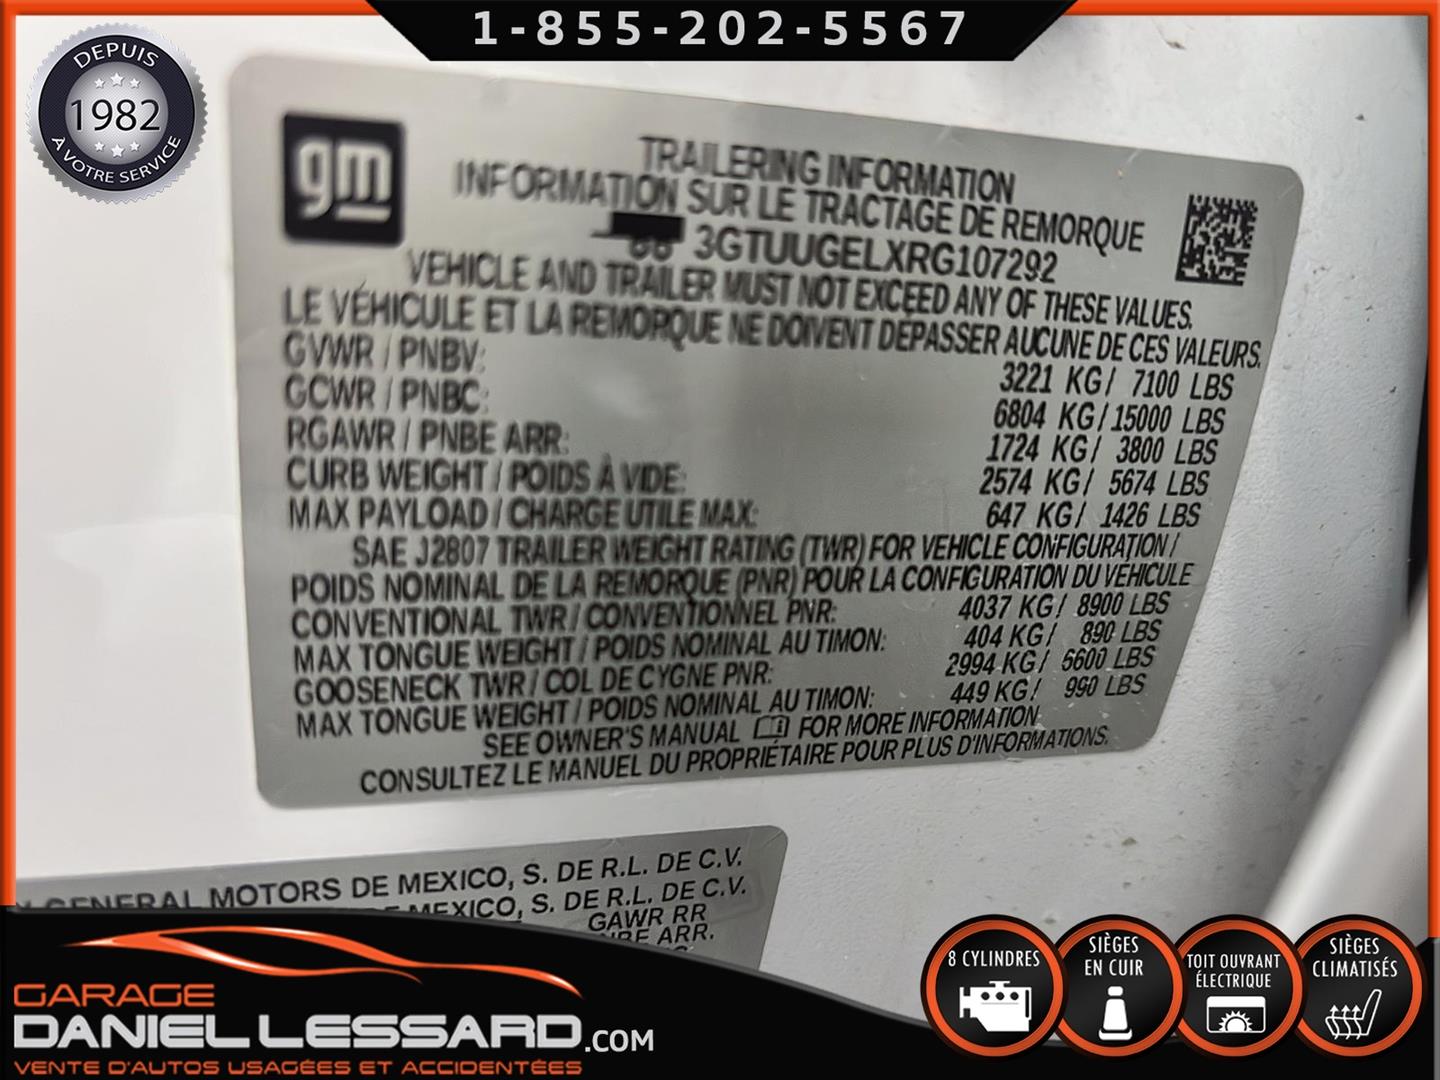 1-855-202-5567
DEPUIS
1982
À VOTRE SERVICE
gm
TRAILERING INFORMATION
INFORMATION SUR LE TRACTAGE DE REMORQUE
3GTUUGELXRG107292
VEHICLE AND TRAILER MUST NOT EXCEED ANY OF THESE VALUES.
LE VÉHICULE ET LA REMORQUE NE DOIVENT DÉPASSER AUCUNE DE CES VALEURS.
GVWR / PNBV: 3221 KG/ 7100 LBS
GCWR / PNBC: 6804 KG/ 15000 LBS
RGAWR / PNBE ARR: 1724 KG/ 3800 LBS
CURB WEIGHT / POIDS À VIDE: 2574 KG/ 5674 LBS
MAX PAYLOAD / CHARGE UTILE MAX: 647 KG/ 1426 LBS
SAE J2807 TRAILER WEIGHT RATING (TWR) FOR VEHICLE CONFIGURATION /
POIDS NOMINAL DE LA REMORQUE (PNR) POUR LA CONFIGURATION DU VÉHICULE
CONVENTIONAL TWR / CONVENTIONNEL PNR: 4037 KG/ 8900 LBS
MAX TONGUE WEIGHT / POIDS NOMINAL AU TIMON: 404 KG/ 890 LBS
GOOSENECK TWR / COL DE CYGNE PNR: 2994 KG/ 6600 LBS
MAX TONGUE WEIGHT / POIDS NOMINAL AU TIMON: 449 KG/ 990 LBS
SEE OWNER'S MANUAL FOR MORE INFORMATION.
CONSULTEZ LE MANUEL DU PROPRIÉTAIRE POUR PLUS D'INFORMATIONS.
GENERAL MOTORS DE MEXICO, S. DE R.L. DE C.V.
MEXICO, S. DE R.L. DE C.V.
GAWR RR
ARR.
GARAGE
DANIEL LESSARD.COM
VENTE D'AUTOS USAGÉES ET ACCIDENTÉES
8 CYLINDRES
SIÈGES
EN CUIR
TOIT OUVRANT
ÉLECTRIQUE
SIÈGES
CLIMATISÉS